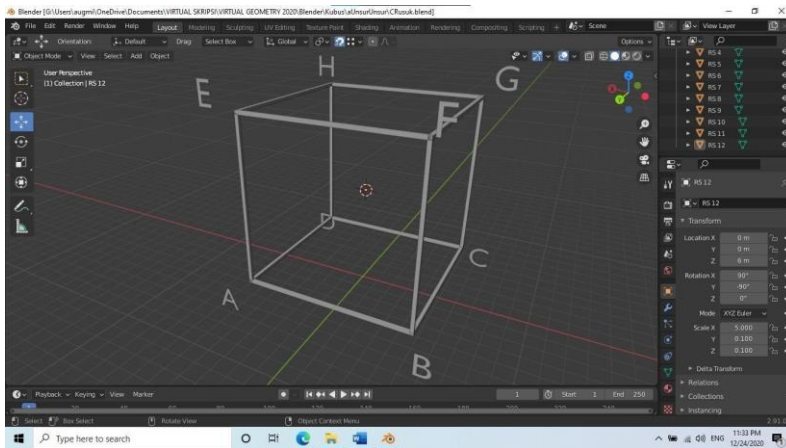 Blender [G:\Users\augmi\OneDrive\Documents\VIRTUAL SKRIPSI\VIRTUAL GEOMETRY 2020\Blender\Kubus\aUnsurUnsur\CRusuk.blend]
File Edit Render Window Help Layout Modeling Sculpting UV Editing Texture Paint Shading Animation Rendering Compositing Scripting + Scene View Layer
Orientation: Default Drag: Select Box Global Options
Object Mode View Select Add Object
User Perspective
(1) Collection | RS 12
H
G
E
F
D
C
A
B
RS 4
RS 5
RS 6
RS 7
RS 8
RS 9
RS 10
RS 11
RS 12
RS 12
RS 12
Transform
Location X 0 m
Y 0 m
Z 6 m
Rotation X 90°
Y -90°
Z 0°
Mode XYZ Euler
Scale X 5.000
Y 0.100
Z 0.100
Delta Transform
Relations
Collections
Instancing
Playback Keying View Marker 1 Start 1 End 250
Select Box Select Rotate View Object Context Menu 2.91.0
Type here to search
ENG
11:33 PM
12/24/2020